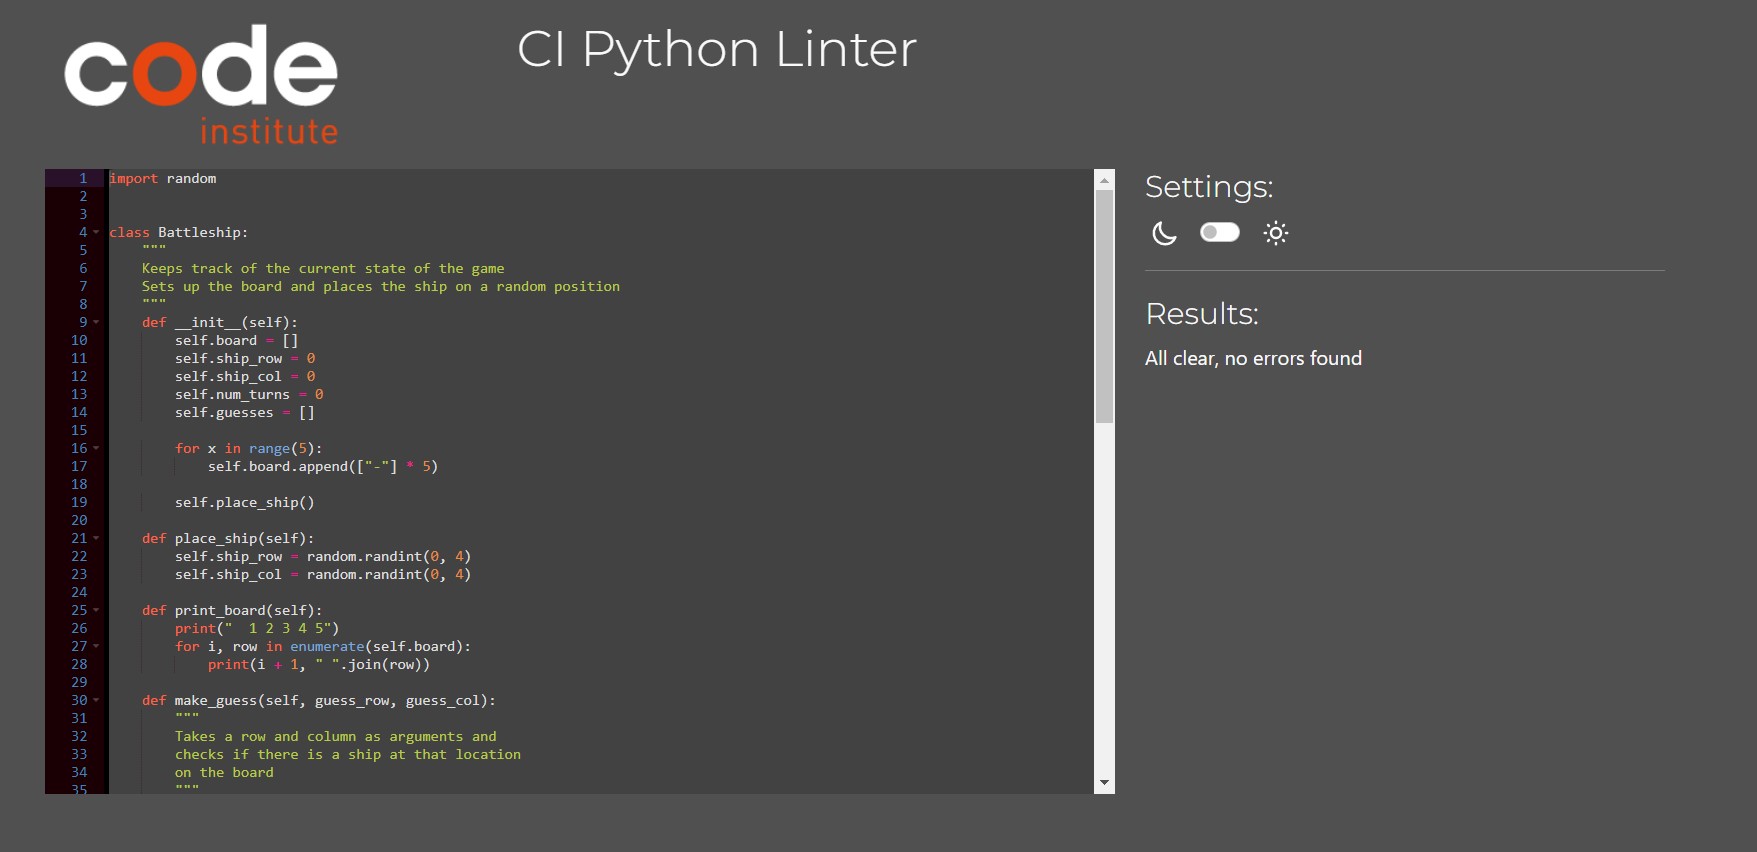 code
institute
CI Python Linter
1 import random
2
3
4 class Battleship:
5     """
6     Keeps track of the current state of the game
7     Sets up the board and places the ship on a random position
8     """
9     def __init__(self):
10         self.board = []
11         self.ship_row = 0
12         self.ship_col = 0
13         self.num_turns = 0
14         self.guesses = []
15
16         for x in range(5):
17             self.board.append(["-"] * 5)
18
19         self.place_ship()
20
21     def place_ship(self):
22         self.ship_row = random.randint(0, 4)
23         self.ship_col = random.randint(0, 4)
24
25     def print_board(self):
26         print("  1 2 3 4 5")
27         for i, row in enumerate(self.board):
28             print(i + 1, " ".join(row))
29
30     def make_guess(self, guess_row, guess_col):
31         """
32         Takes a row and column as arguments and
33         checks if there is a ship at that location
34         on the board
35         """
Settings:
Results:
All clear, no errors found